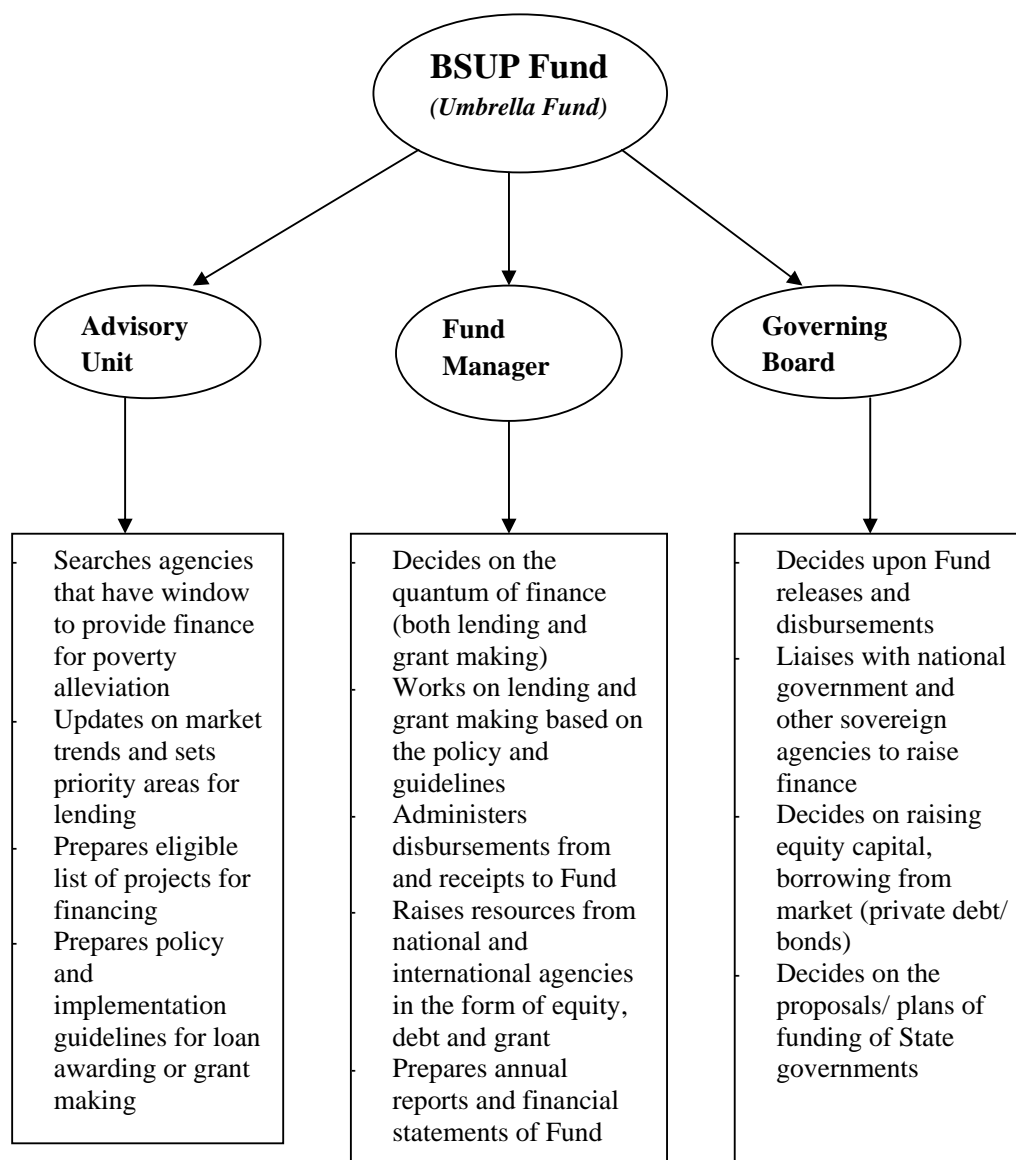 BSUP Fund
(Umbrella Fund)
Advisory
Unit
Fund
Manager
Governing
Board
- Searches agencies
that have window
to provide finance
for poverty
alleviation
- Updates on market
trends and sets
priority areas for
lending
- Prepares eligible
list of projects for
financing
- Prepares policy
and
implementation
guidelines for loan
awarding or grant
making
- Decides on the
quantum of finance
(both lending and
grant making)
- Works on lending and
grant making based on
the policy and
guidelines
- Administers
disbursements from
and receipts to Fund
- Raises resources from
national and
international agencies
in the form of equity,
debt and grant
- Prepares annual
reports and financial
statements of Fund
- Decides upon Fund
releases and
disbursements
- Liaises with national
government and
other sovereign
agencies to raise
finance
- Decides on raising
equity capital,
borrowing from
market (private debt/
bonds)
- Decides on the
proposals/ plans of
funding of State
governments